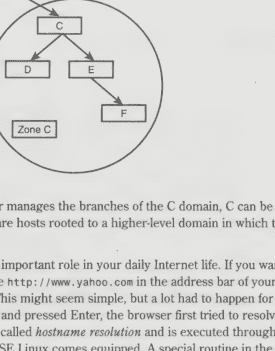 C
D
E
F
Zone C
r manages the branches of the C domain, C can be
are hosts rooted to a higher-level domain in which t
important role in your daily Internet life. If you wan
e http://www.yahoo.com in the address bar of your
This might seem simple, but a lot had to happen for
and pressed Enter, the browser first tried to resolv
called hostname resolution and is executed through
SE Linux comes equipped. A special routine in the